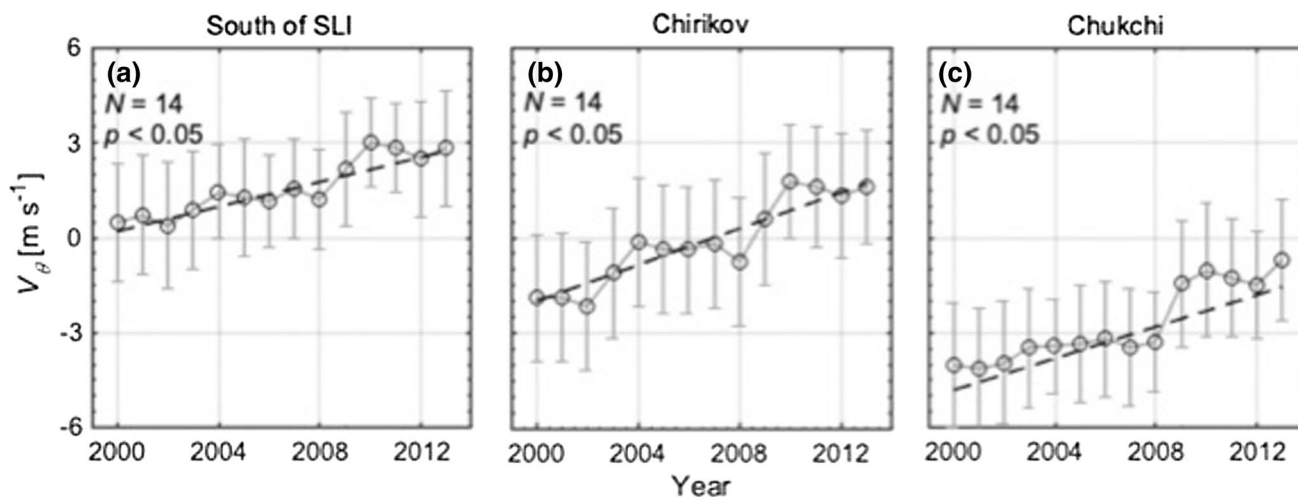 South of SLI
Chirikov
Chukchi
(a)
N = 14
p < 0.05
(b)
N = 14
p < 0.05
(c)
N = 14
p < 0.05
6
3
0
-3
-6
V_θ [m s⁻¹]
2000 2004 2008 2012
2000 2004 2008 2012
2000 2004 2008 2012
Year